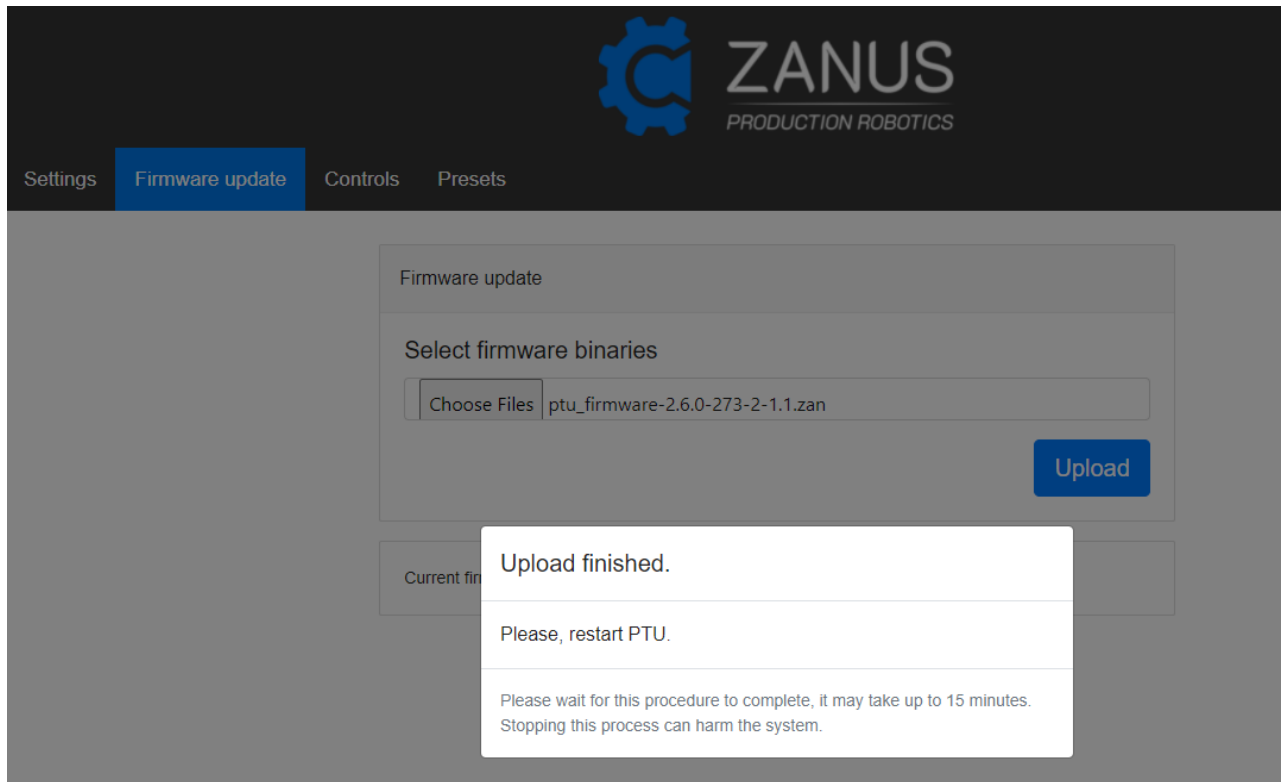 ZANUS
PRODUCTION ROBOTICS
Settings Firmware update Controls Presets
Firmware update
Select firmware binaries
Choose Files ptu_firmware-2.6.0-273-2-1.1.zan
Upload
Upload finished.
Current
Please, restart PTU.
Please wait for this procedure to complete, it may take up to 15 minutes.
Stopping this process can harm the system.